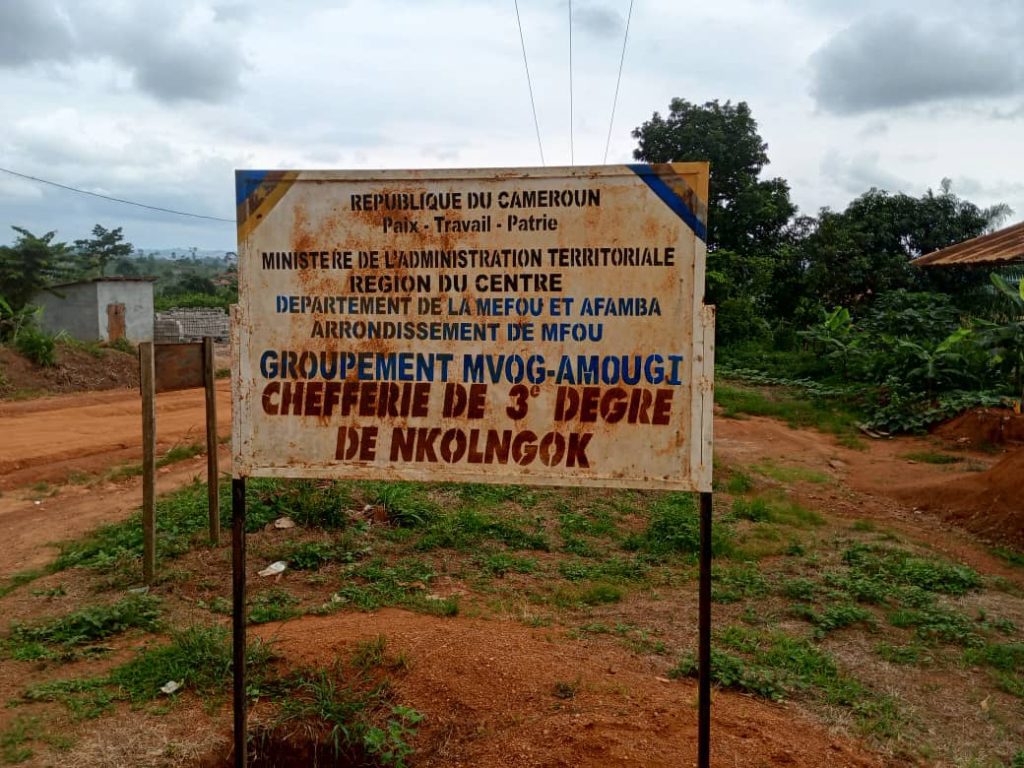 REPUBLIQUE DU CAMEROUN
Paix - Travail - Patrie
MINISTERE DE L'ADMINISTRATION TERRITORIALE
REGION DU CENTRE
DEPARTEMENT DE LA MEFOU ET AFAMBA
ARRONDISSEMENT DE MFOU
GROUPEMENT MVOG-AMOUGI
CHEFFERIE DE 3e DEGRE
DE NKOLNGOK